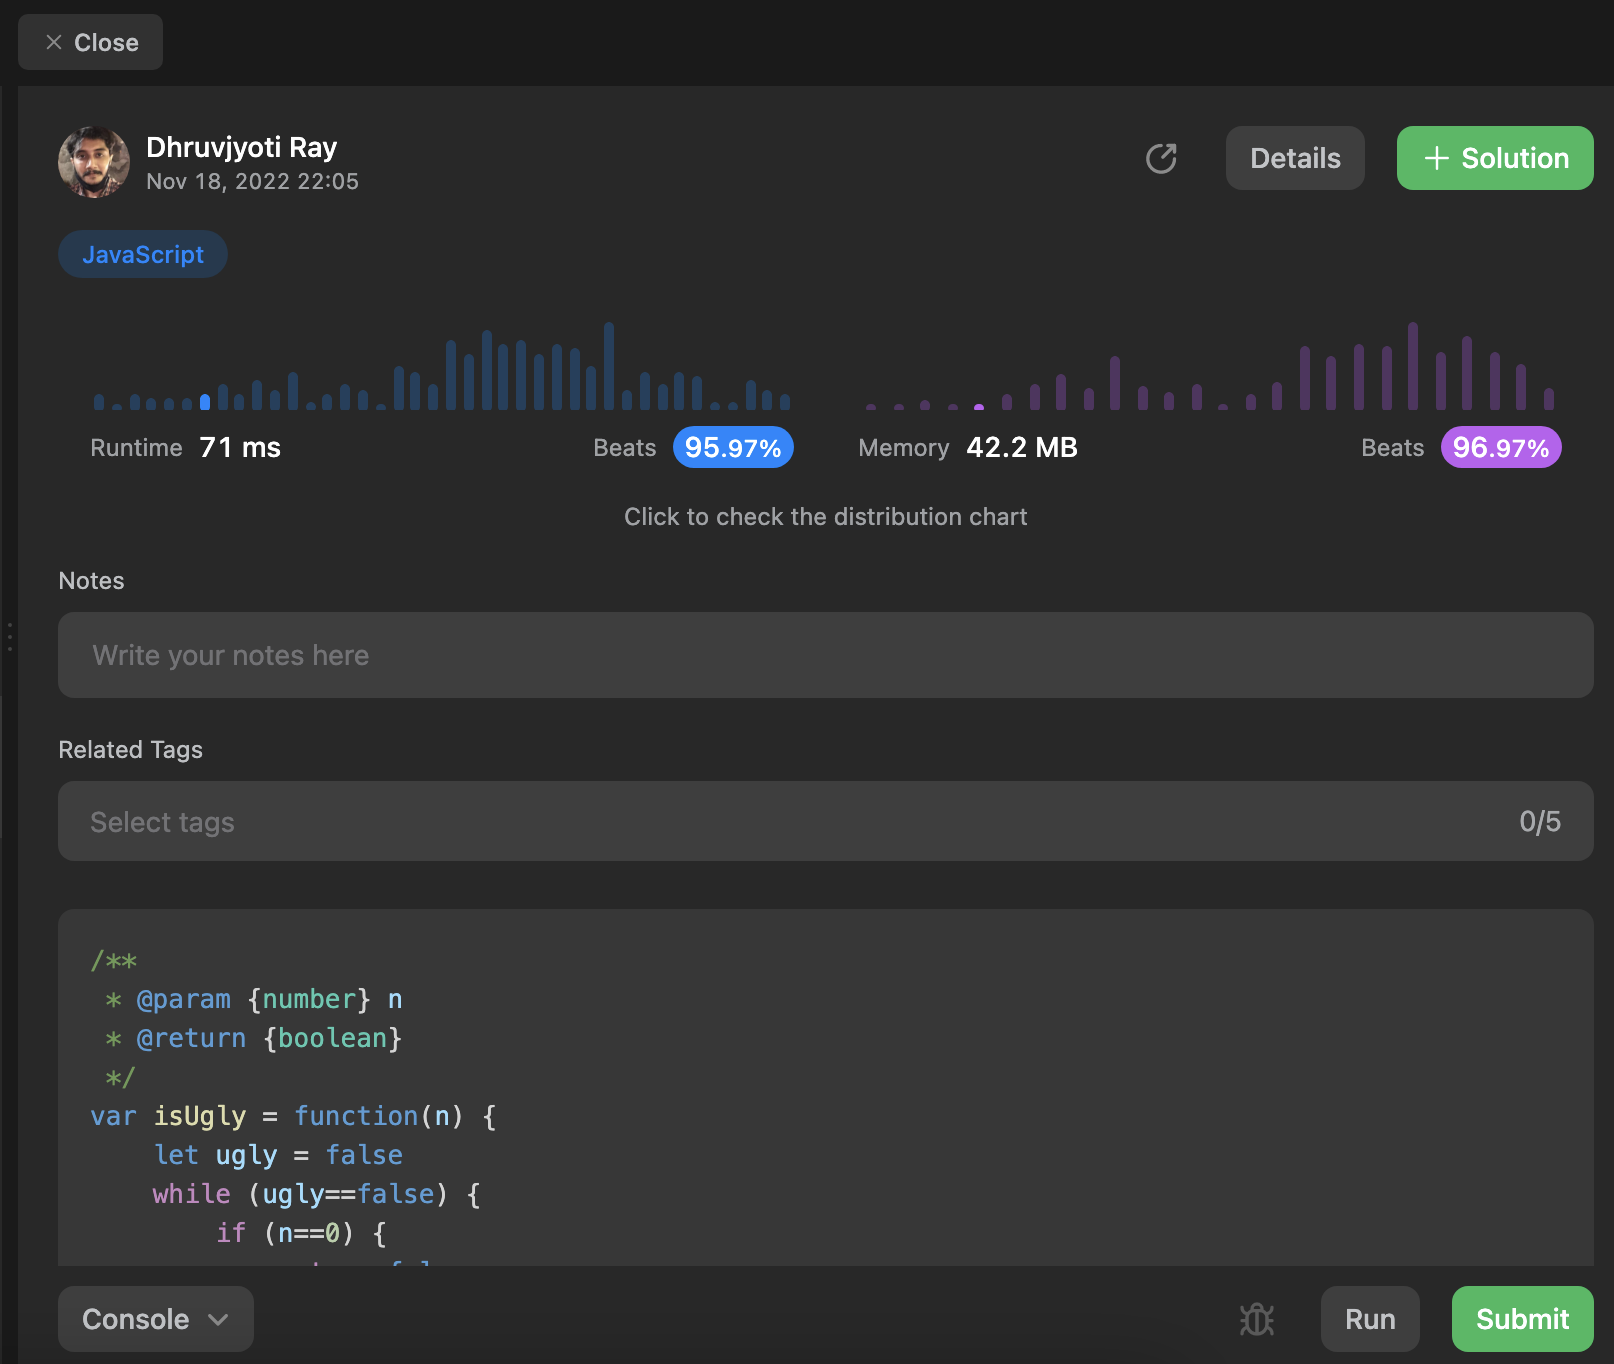 Close
Dhruvjyoti Ray
Nov 18, 2022 22:05
Details
+ Solution
JavaScript
Runtime 71 ms
Beats 95.97%
Memory 42.2 MB
Beats 96.97%
Click to check the distribution chart
Notes
Write your notes here
Related Tags
Select tags
0/5
/**
 * @param {number} n
 * @return {boolean}
 */
var isUgly = function(n) {
    let ugly = false
    while (ugly==false) {
        if (n==0) {
Console
Run
Submit